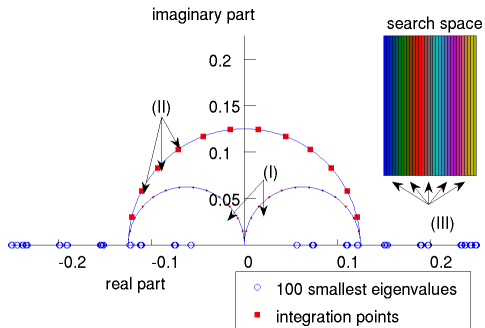 imaginary part
search space
0.2
0.15
(II)
0.1
(I)
0.05
(III)
-0.2
-0.1
0
0.1
0.2
real part
100 smallest eigenvalues
integration points